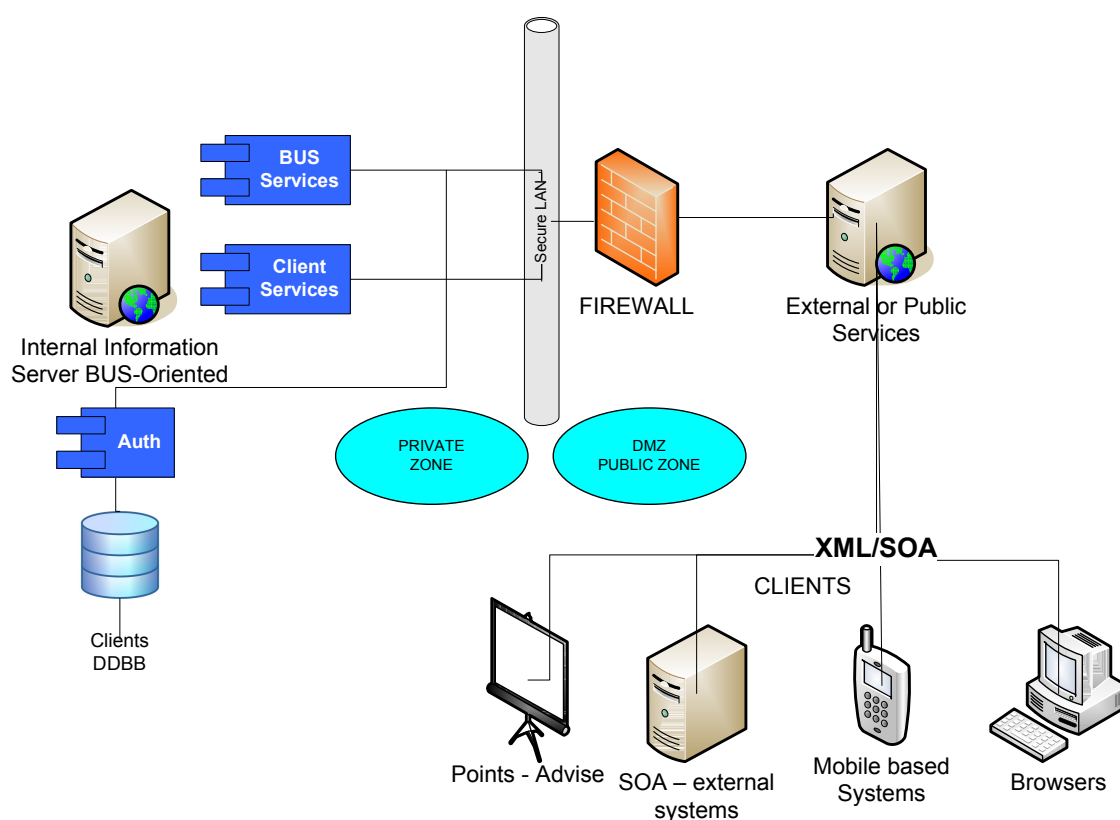 BUS
Services
Client
Services
Secure LAN
FIREWALL
External or Public
Services
Internal Information
Server BUS-Oriented
Auth
PRIVATE
ZONE
DMZ
PUBLIC ZONE
Clients
DDBB
XML/SOA
CLIENTS
Points - Advise
SOA – external
systems
Mobile based
Systems
Browsers